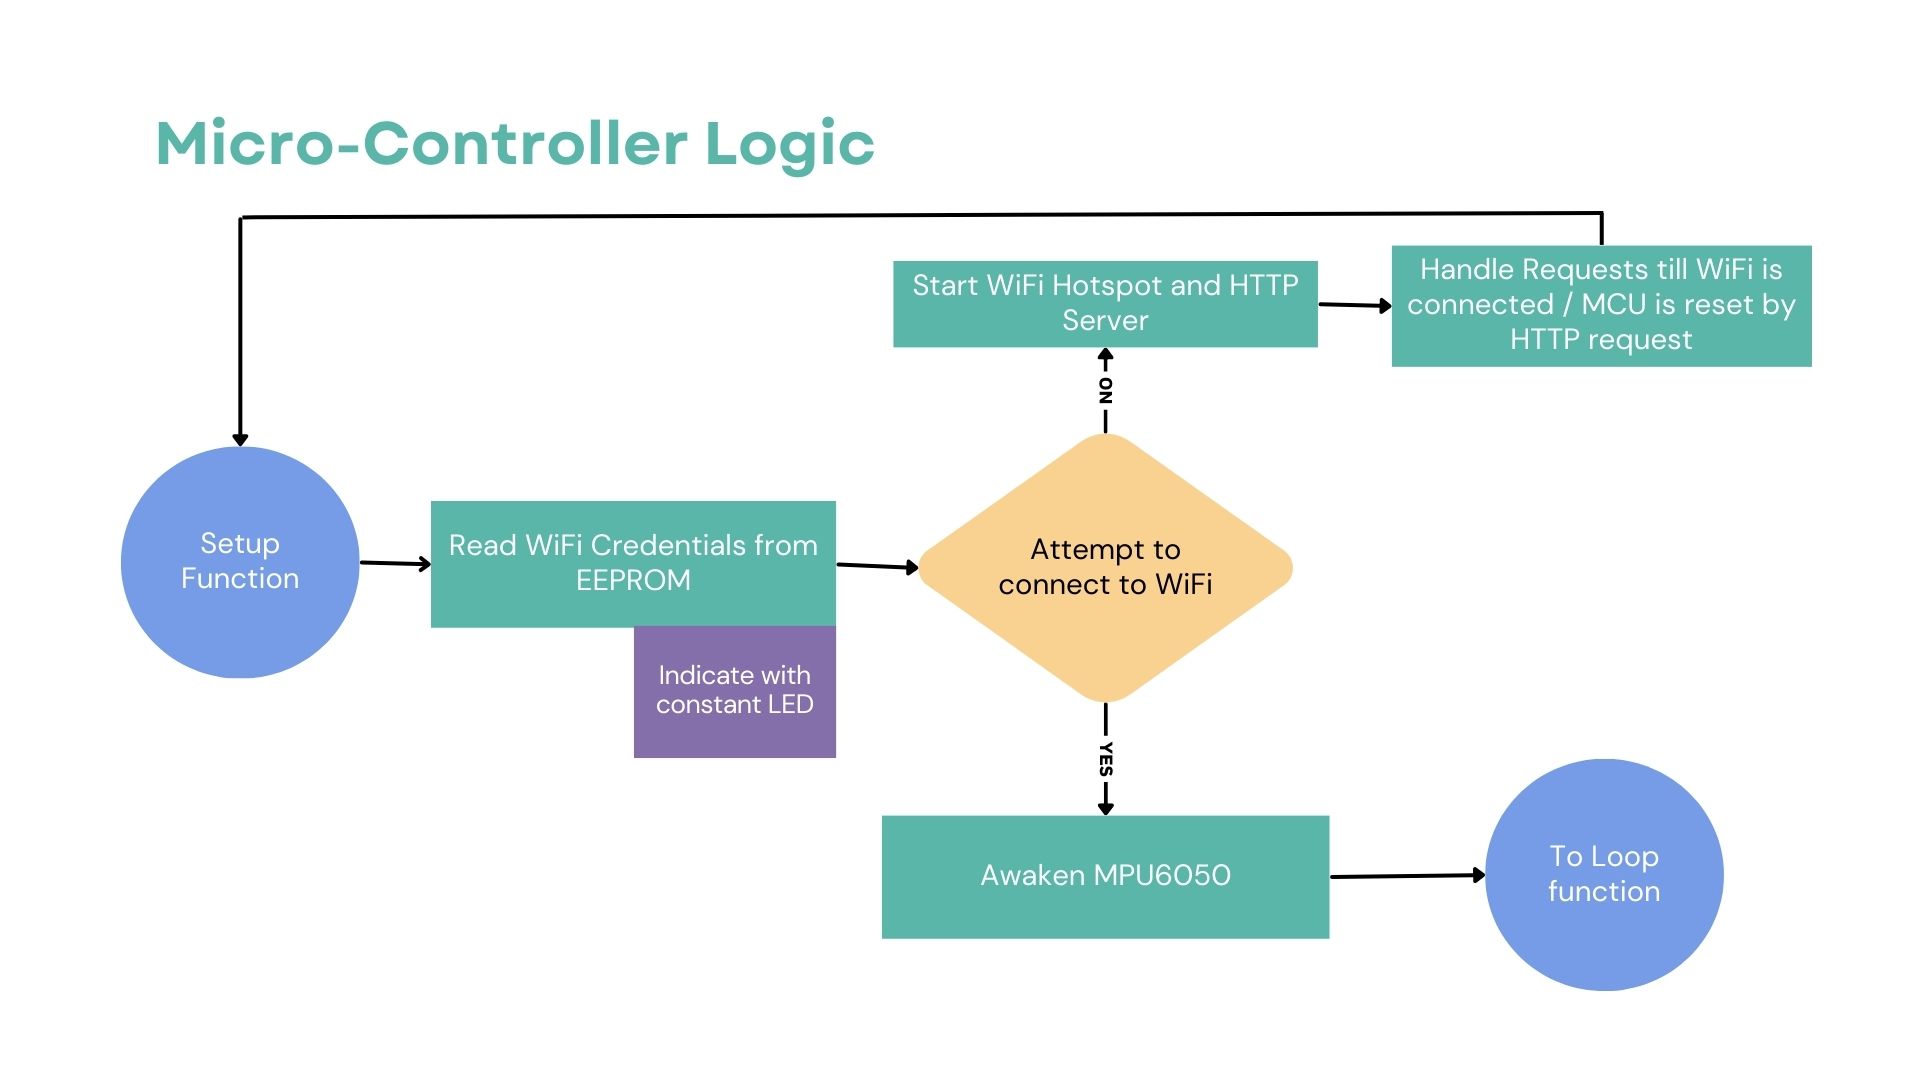 Micro-Controller Logic
Start WiFi Hotspot and HTTP
Server
Handle Requests till WiFi is
connected / MCU is reset by
HTTP request
NO
Setup
Function
Read WiFi Credentials from
EEPROM
Attempt to
connect to WiFi
Indicate with
constant LED
YES
Awaken MPU6050
To Loop
function